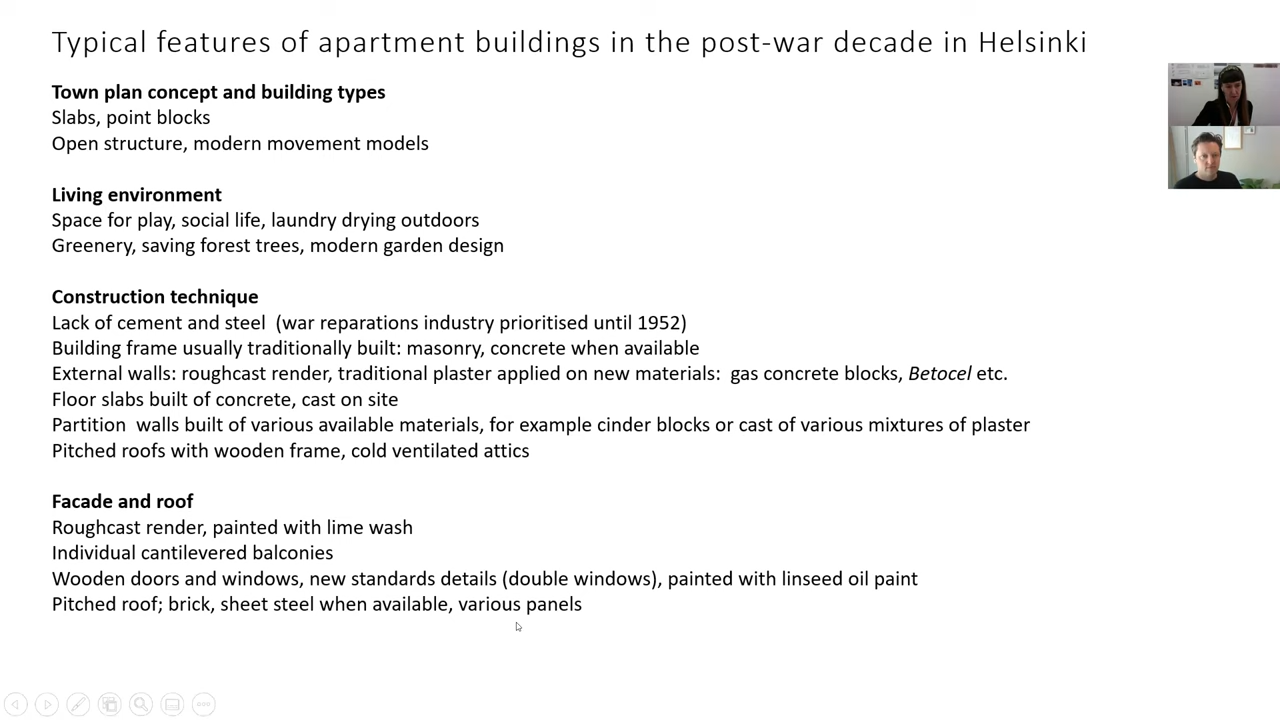 Typical features of apartment buildings in the post-war decade in Helsinki
Town plan concept and building types
Slabs, point blocks
Open structure, modern movement models
Living environment
Space for play, social life, laundry drying outdoors
Greenery, saving forest trees, modern garden design
Construction technique
Lack of cement and steel  (war reparations industry prioritised until 1952)
Building frame usually traditionally built: masonry, concrete when available
External walls: roughcast render, traditional plaster applied on new materials:  gas concrete blocks, Betocel etc.
Floor slabs built of concrete, cast on site
Partition  walls built of various available materials, for example cinder blocks or cast of various mixtures of plaster
Pitched roofs with wooden frame, cold ventilated attics
Facade and roof
Roughcast render, painted with lime wash
Individual cantilevered balconies
Wooden doors and windows, new standards details (double windows), painted with linseed oil paint
Pitched roof; brick, sheet steel when available, various panels